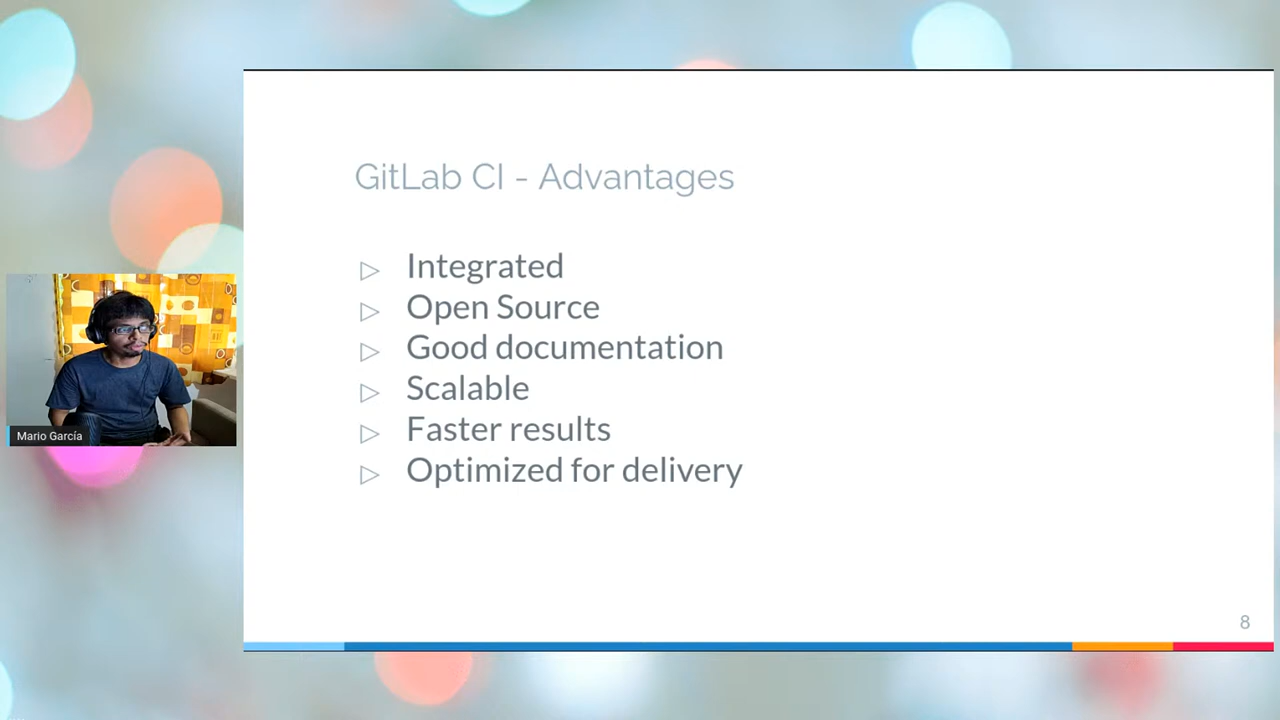 GitLab CI - Advantages
▷ Integrated
▷ Open Source
▷ Good documentation
▷ Scalable
▷ Faster results
▷ Optimized for delivery
Mario García
8